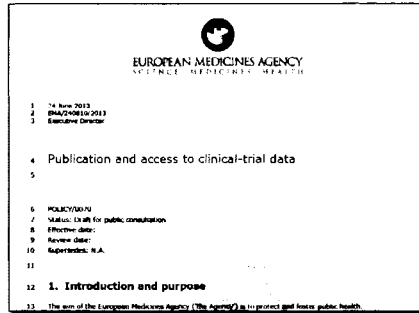 EUROPEAN MEDICINES AGENCY
SCIENCE MEDICINES HEALTH
1 24 June 2013
2 EMA/240810/2013
3 Executive Director
4 Publication and access to clinical-trial data
5
6 POLICY/0070
7 Status: Draft for public consultation
8 Effective date:
9 Review date:
10 Supersedes: N.A.
11
12 1. Introduction and purpose
13 The aim of the European Medicines Agency ('the Agency') is to protect and foster public health.